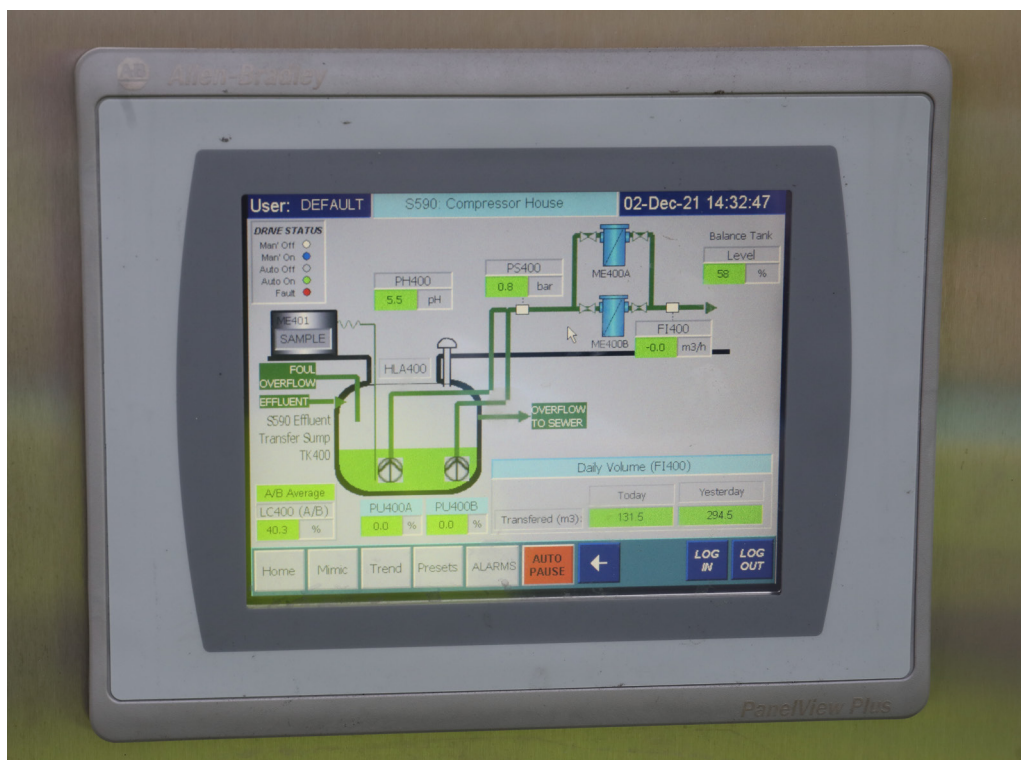 AB Allen-Bradley
User: DEFAULT
S590: Compressor House
02-Dec-21 14:32:47
DRIVE STATUS
Man' Off
Man' On
Auto Off
Auto On
Fault
PH400
5.5 pH
PS400
0.8 bar
ME400A
Balance Tank
Level
58 %
ME401
SAMPLE
ME400B
FI400
-0.0 m3/h
HLA400
FOUL
OVERFLOW
EFFLUENT
S590 Effluent
Transfer Sump
TK400
OVERFLOW
TO SEWER
A/B Average
LC400 (A/B)
40.3 %
PU400A
0.0 %
PU400B
0.0 %
Daily Volume (FI400)
Today
Yesterday
Transfered (m3):
131.5
294.5
Home
Mimic
Trend
Presets
ALARMS
AUTO
PAUSE
LOG
IN
LOG
OUT
PanelView Plus